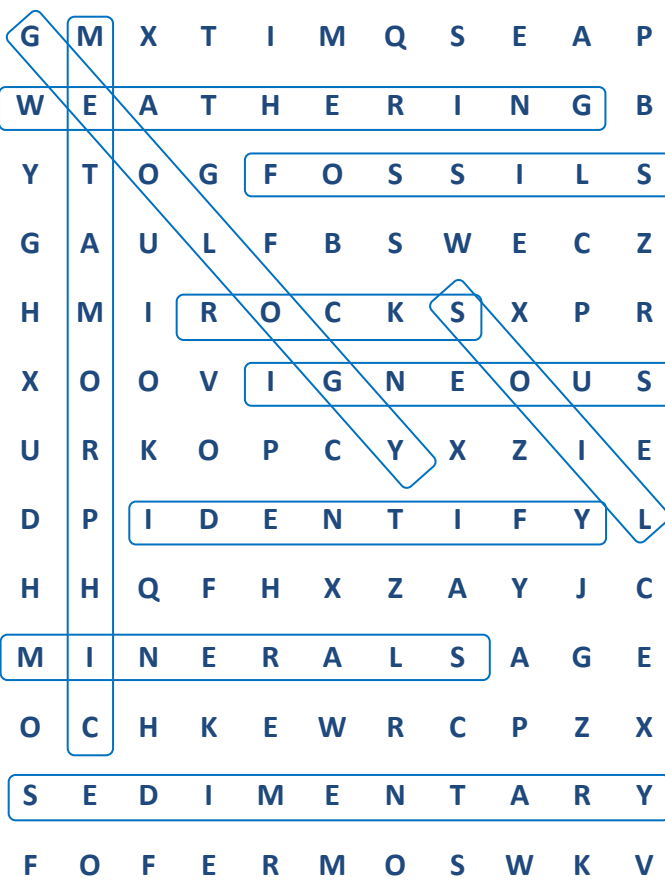 G M X T I M Q S E A P
W E A T H E R I N G B
Y T O G F O S S I L S
G A U L F B S W E C Z
H M I R O C K S X P R
X O O V I G N E O U S
U R K O P C Y X Z I E
D P I D E N T I F Y L
H H Q F H X Z A Y J C
M I N E R A L S A G E
O C H K E W R C P Z X
S E D I M E N T A R Y
F O F E R M O S W K V